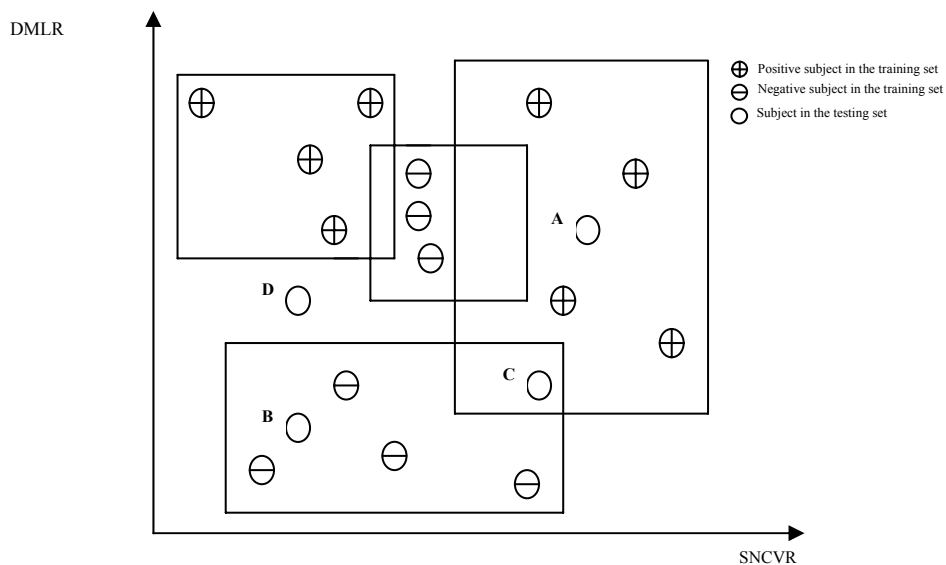 DMLR
Positive subject in the training set
Negative subject in the training set
Subject in the testing set
A
D
C
B
SNCVR